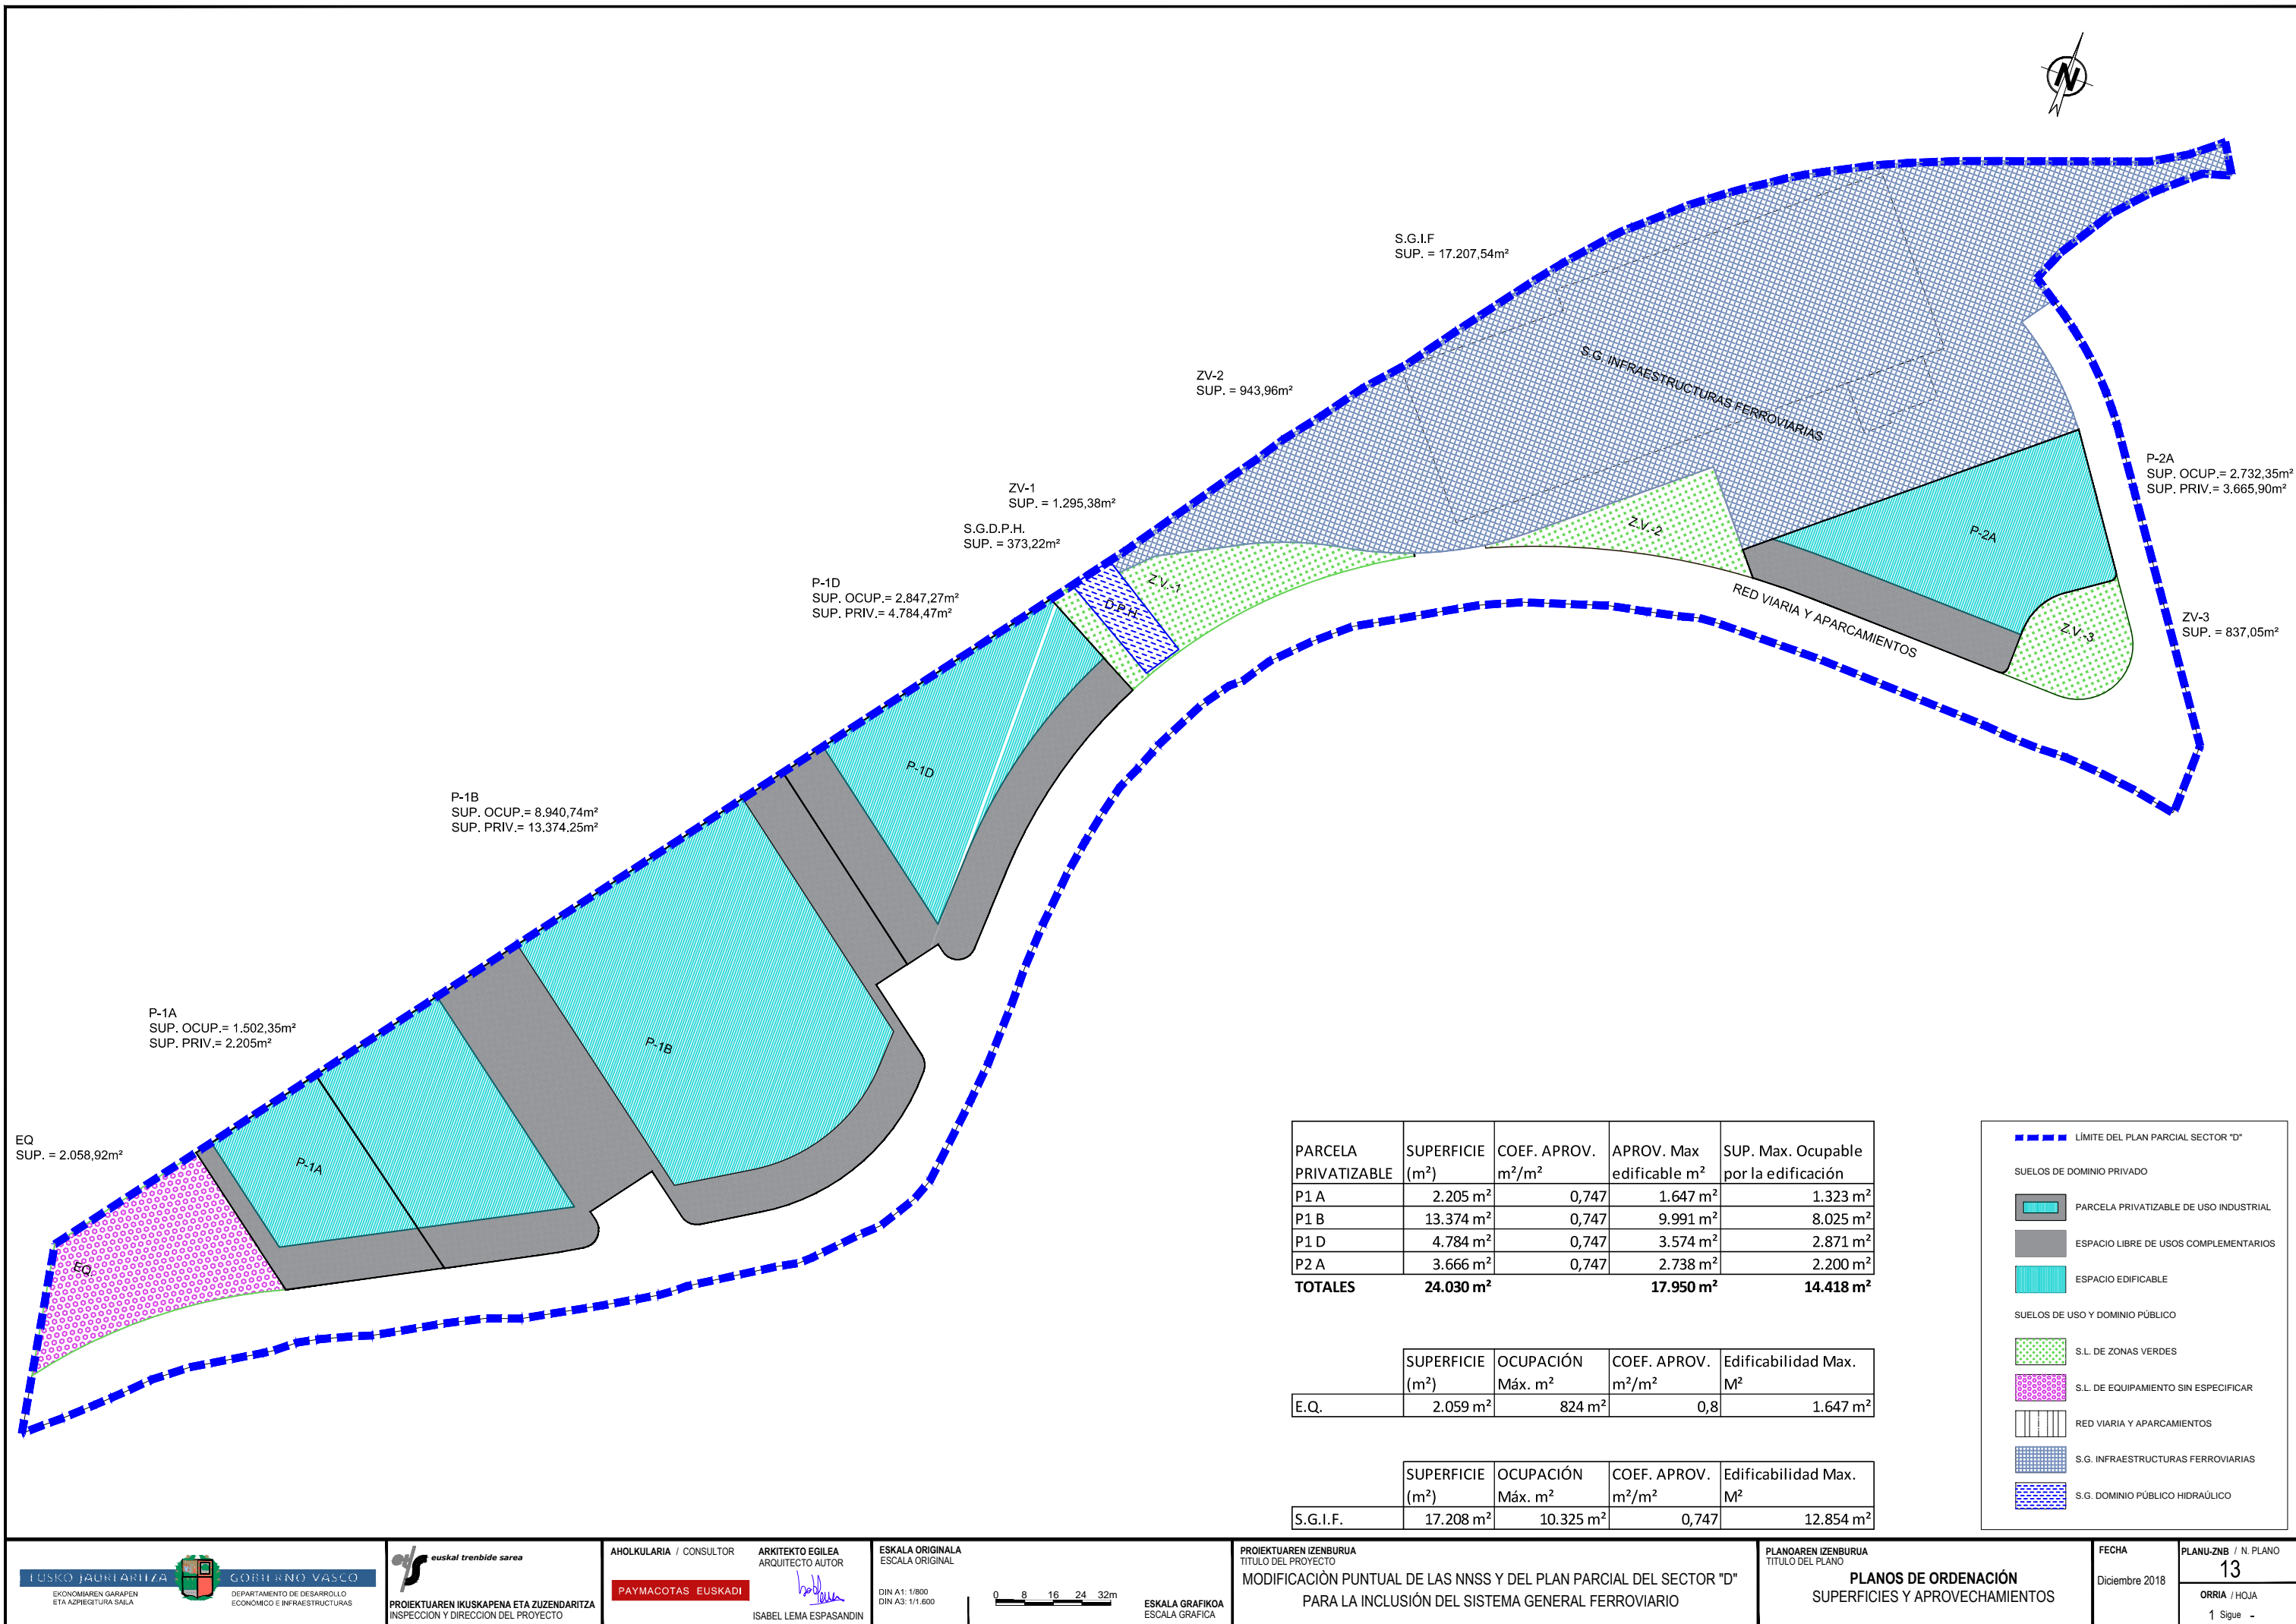 N
S.G.I.F
SUP. = 17.207,54m²
S.G. INFRAESTRUCTURAS FERROVIARIAS
ZV-2
SUP. = 943,96m²
P-2A
SUP. OCUP.= 2.732,35m²
SUP. PRIV.= 3.665,90m²
ZV-1
SUP. = 1.295,38m²
S.G.D.P.H.
SUP. = 373,22m²
Z.V.-2
P-2A
P-1D
SUP. OCUP.= 2.847,27m²
SUP. PRIV.= 4.784,47m²
Z.V.-1
D.P.H.
RED VIARIA Y APARCAMIENTOS
Z.V.-3
ZV-3
SUP. = 837,05m²
P-1D
P-1B
SUP. OCUP.= 8.940,74m²
SUP. PRIV.= 13.374.25m²
P-1B
P-1A
SUP. OCUP.= 1.502,35m²
SUP. PRIV.= 2,205m²
P-1A
EQ
SUP. = 2.058,92m²
EQ
PARCELA PRIVATIZABLE SUPERFICIE (m²) COEF. APROV. m²/m² APROV. Max edificable m² SUP. Max. Ocupable por la edificación
P1 A 2.205 m² 0,747 1.647 m² 1.323 m²
P1 B 13.374 m² 0,747 9.991 m² 8.025 m²
P1 D 4.784 m² 0,747 3.574 m² 2.871 m²
P2 A 3.666 m² 0,747 2.738 m² 2.200 m²
TOTALES 24.030 m² 17.950 m² 14.418 m²
SUPERFICIE (m²) OCUPACIÓN Máx. m² COEF. APROV. m²/m² Edificabilidad Max. M²
E.Q. 2.059 m² 824 m² 0,8 1.647 m²
SUPERFICIE (m²) OCUPACIÓN Máx. m² COEF. APROV. m²/m² Edificabilidad Max. M²
S.G.I.F. 17.208 m² 10.325 m² 0,747 12.854 m²
LÍMITE DEL PLAN PARCIAL SECTOR "D"
SUELOS DE DOMINIO PRIVADO
PARCELA PRIVATIZABLE DE USO INDUSTRIAL
ESPACIO LIBRE DE USOS COMPLEMENTARIOS
ESPACIO EDIFICABLE
SUELOS DE USO Y DOMINIO PÚBLICO
S.L. DE ZONAS VERDES
S.L. DE EQUIPAMIENTO SIN ESPECIFICAR
RED VIARIA Y APARCAMIENTOS
S.G. INFRAESTRUCTURAS FERROVIARIAS
S.G. DOMINIO PÚBLICO HIDRAÚLICO
EUSKO JAURLARITZA GOBIERNO VASCO
EKONOMIAREN GARAPEN
ETA AZPIEGITURA SAILA
DEPARTAMENTO DE DESARROLLO
ECONÓMICO E INFRAESTRUCTURAS
euskal trenbide sarea
PROIEKTUAREN IKUSKAPENA ETA ZUZENDARITZA
INSPECCION Y DIRECCION DEL PROYECTO
AHOLKULARIA / CONSULTOR
PAYMACOTAS EUSKADI
ARKITEKTO EGILEA
ARQUITECTO AUTOR
ISABEL LEMA ESPASANDIN
ESKALA ORIGINALA
ESCALA ORIGINAL
DIN A1: 1/800
DIN A3: 1/1.600
0 8 16 24 32m
ESKALA GRAFIKOA
ESCALA GRAFICA
PROIEKTUAREN IZENBURUA
TITULO DEL PROYECTO
MODIFICACIÒN PUNTUAL DE LAS NNSS Y DEL PLAN PARCIAL DEL SECTOR "D"
PARA LA INCLUSIÓN DEL SISTEMA GENERAL FERROVIARIO
PLANOAREN IZENBURUA
TITULO DEL PLANO
PLANOS DE ORDENACIÓN
SUPERFICIES Y APROVECHAMIENTOS
FECHA
Diciembre 2018
PLANU-ZNB / N. PLANO
13
ORRIA / HOJA
1 Sigue -